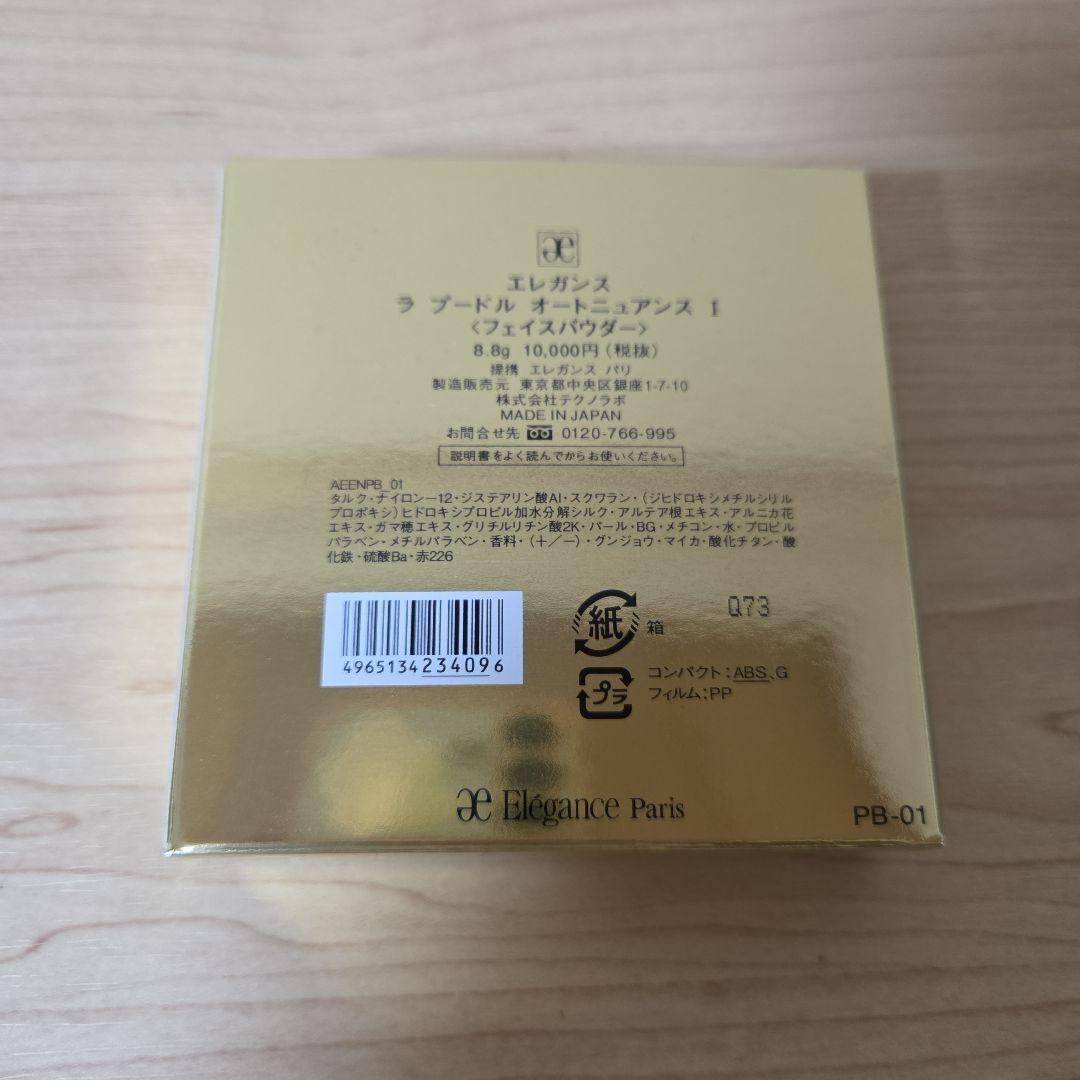 æ
エレガンス
ラ プードル オートニュアンス I
〈フェイスパウダー〉
8.8g 10,000円(税抜)
提携 エレガンス パリ
製造販売元 東京都中央区銀座1-7-10
株式会社テクノラボ
MADE IN JAPAN
お問合せ先 0120-766-995
説明書をよく読んでからお使いください。
AEENPB_01
タルク・ナイロン-12・ジステアリン酸Al・スクワラン・(ジヒドロキシメチルシリル
プロポキシ)ヒドロキシプロピル加水分解シルク・アルテア根エキス・アルニカ花
エキス・ガマ穂エキス・グリチルリチン酸2K・パール・BG・メチコン・水・プロピル
パラベン・メチルパラベン・香料・(+/-)・グンジョウ・マイカ・酸化チタン・酸
化鉄・硫酸Ba・赤226
4965134234096
紙 箱
Q73
プラ コンパクト:ABS、G
フィルム:PP
æ Elégance Paris
PB-01